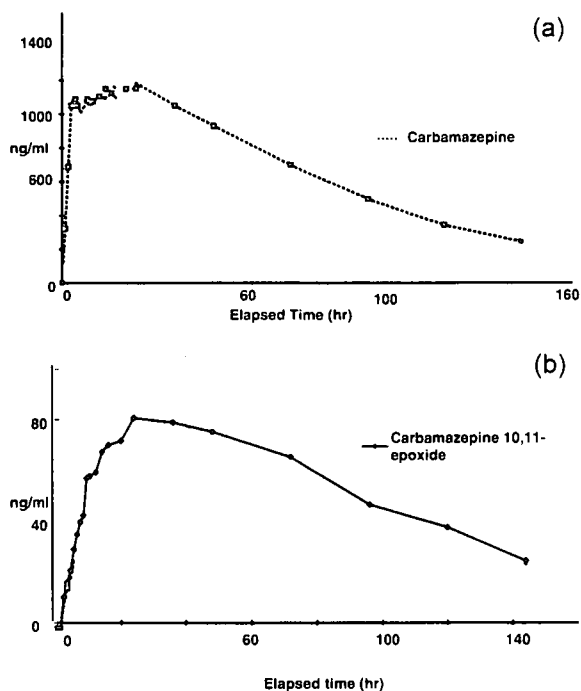 (a)
1400
1000
ng/ml
600
0
Carbamazepine
0 60 100 160
Elapsed Time (hr)
(b)
80
Carbamazepine 10,11-
epoxide
ng/ml
40
0
0 60 100 140
Elapsed time (hr)